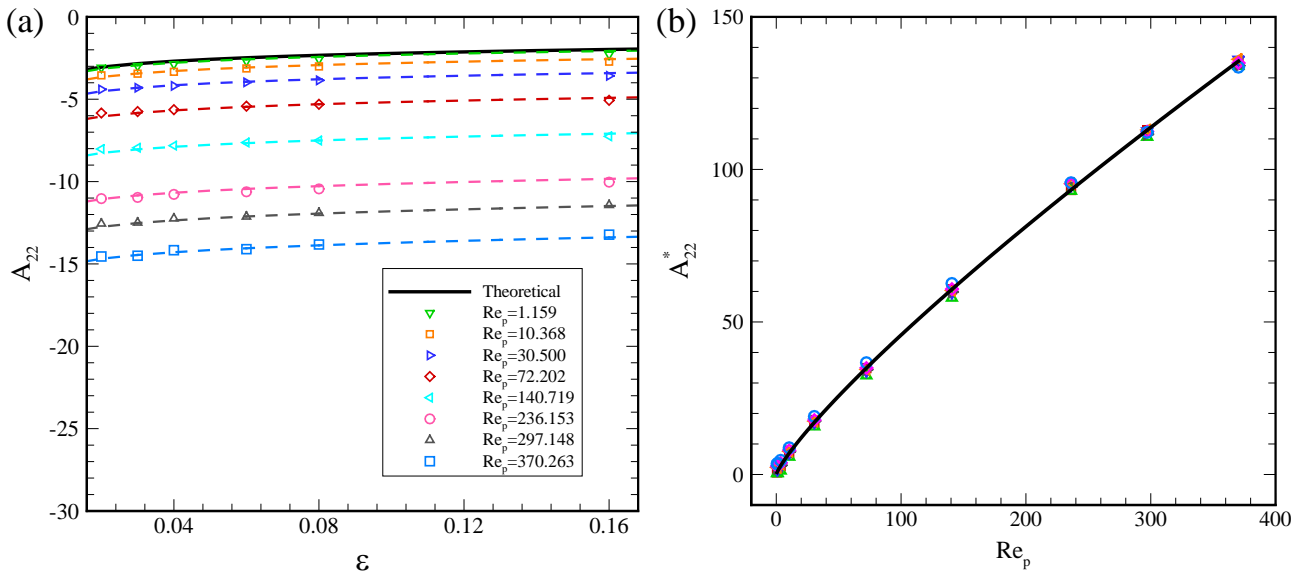 (a)
0
-5
-10
-15
-20
-25
-30
A₂₂
0.04
0.08
0.12
0.16
ε
Theoretical
Reₚ=1.159
Reₚ=10.368
Reₚ=30.500
Reₚ=72.202
Reₚ=140.719
Reₚ=236.153
Reₚ=297.148
Reₚ=370.263
(b)
150
100
50
0
A₂₂*
0
100
200
300
400
Reₚ